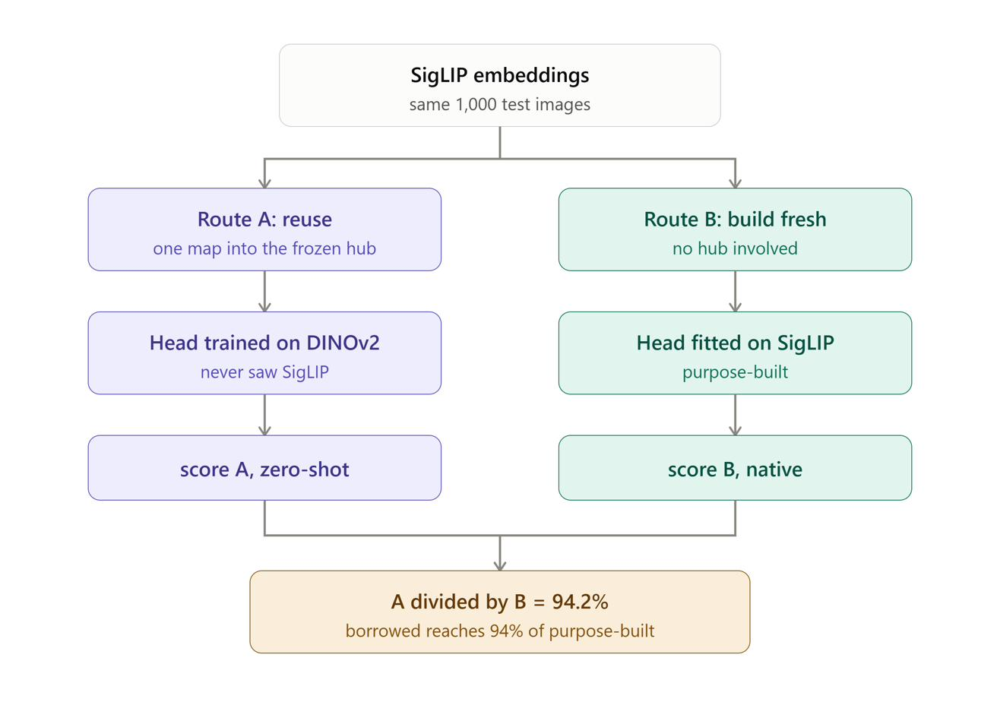 SigLIP embeddings
same 1,000 test images
Route A: reuse
one map into the frozen hub
Route B: build fresh
no hub involved
Head trained on DINOv2
never saw SigLIP
Head fitted on SigLIP
purpose-built
score A, zero-shot
score B, native
A divided by B = 94.2%
borrowed reaches 94% of purpose-built